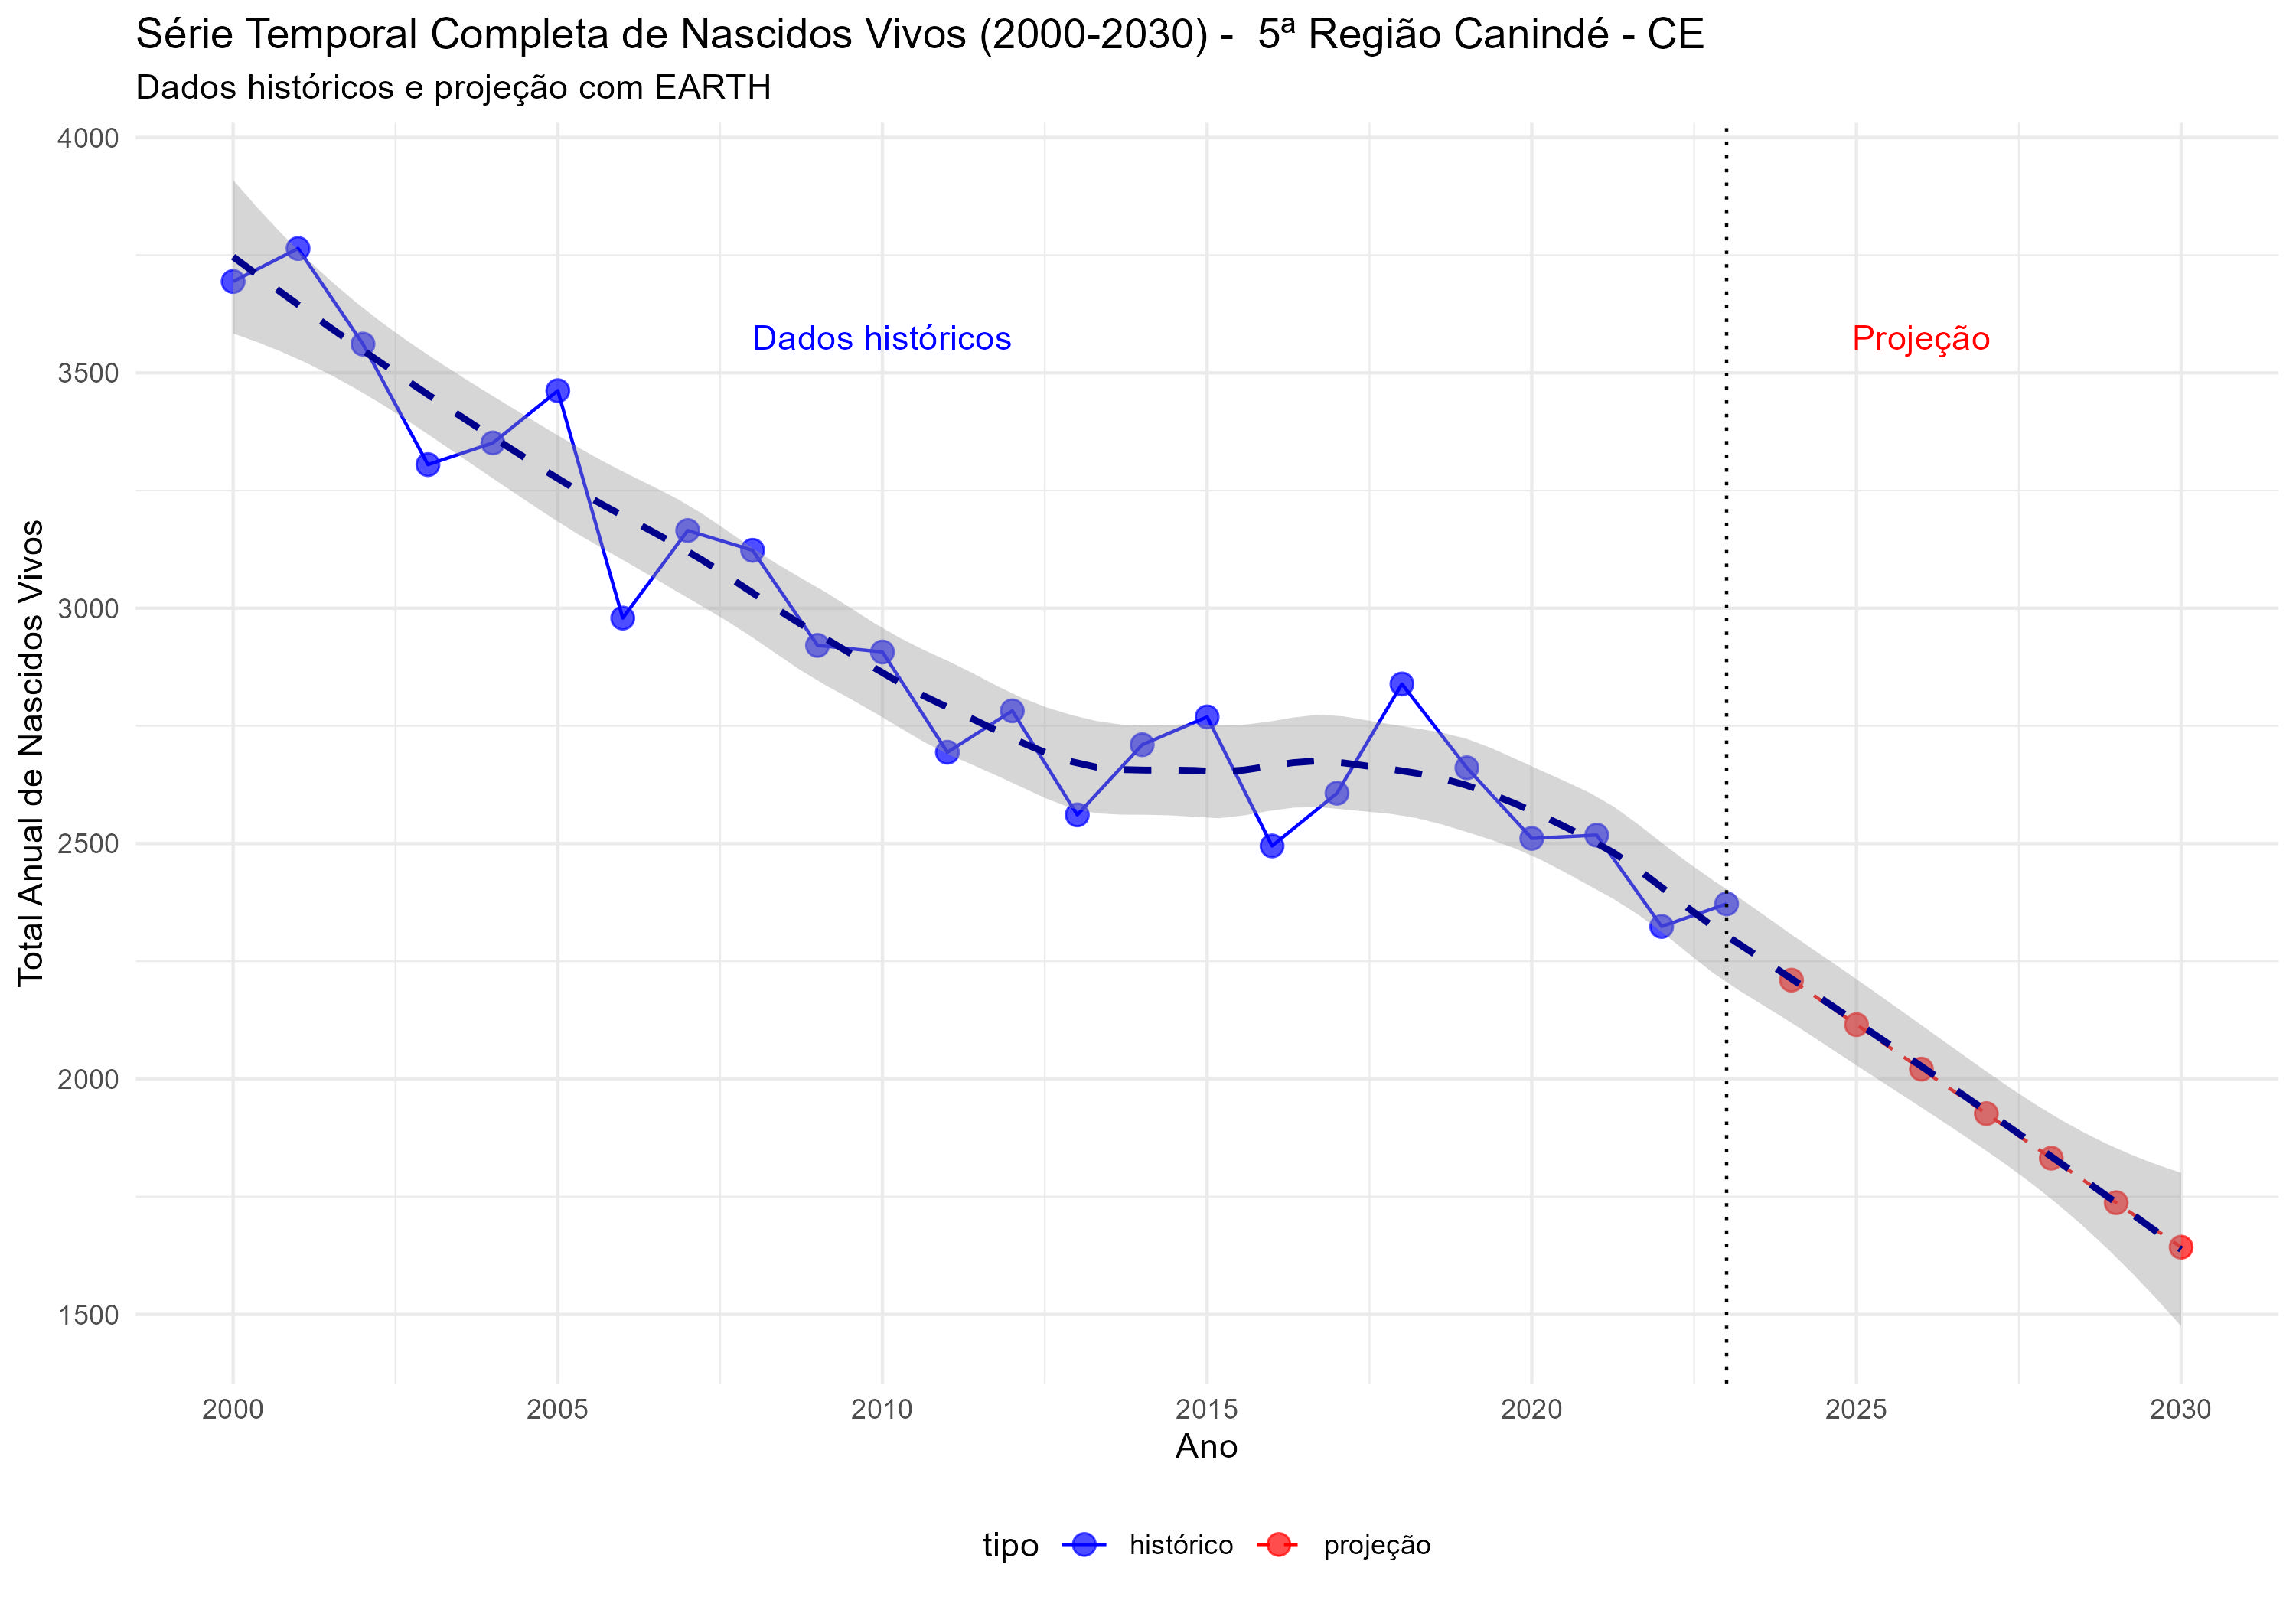 Série Temporal Completa de Nascidos Vivos (2000-2030) -  5ª Região Canindé - CE
Dados históricos e projeção com EARTH
Total Anual de Nascidos Vivos
4000
3500
3000
2500
2000
1500
Dados históricos
Projeção
2000
2005
2010
2015
2020
2025
2030
Ano
tipo
histórico
projeção